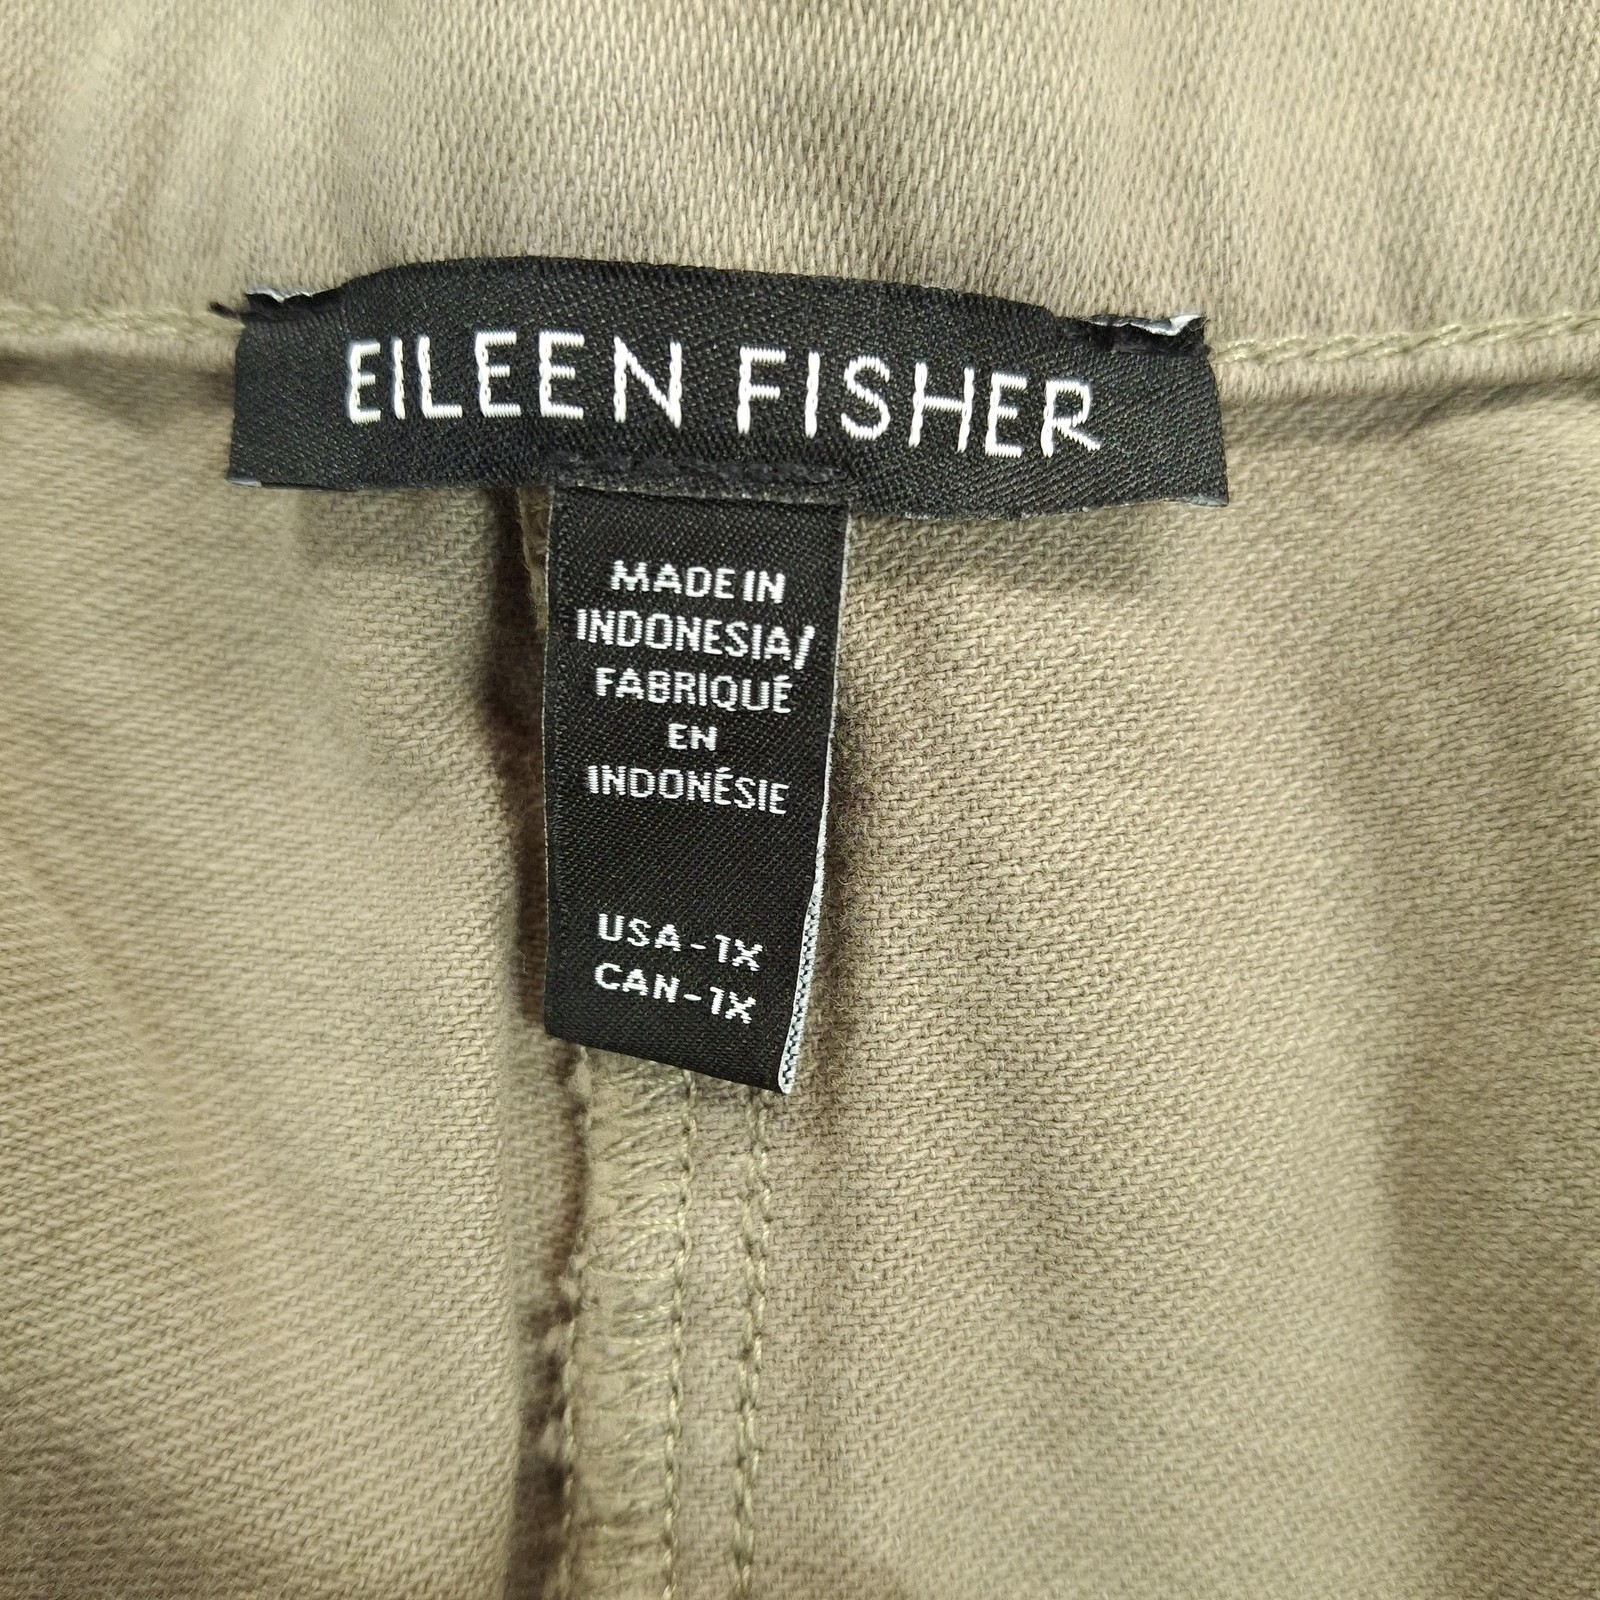 EILEEN FISHER
MADE IN
INDONESIA/
FABRIQUÉ
EN
INDONÉSIE
USA-1X
CAN-1X